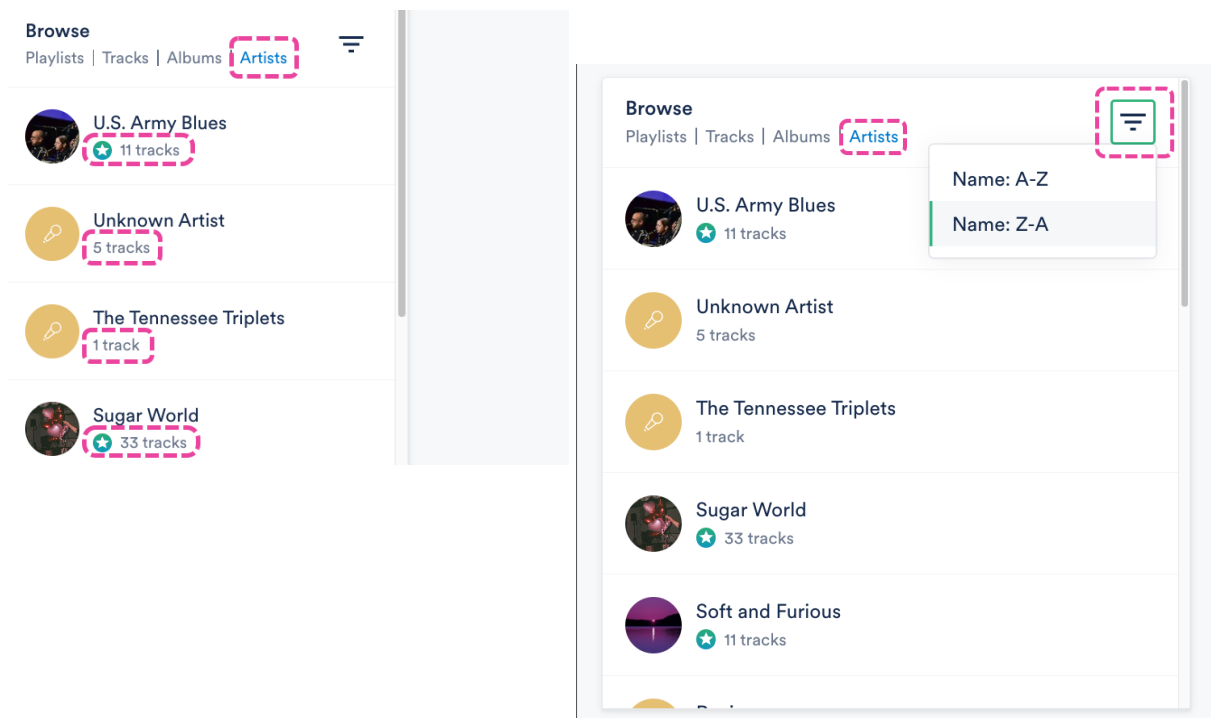 Browse
Playlists | Tracks | Albums | Artists
U.S. Army Blues
11 tracks
Unknown Artist
5 tracks
The Tennessee Triplets
1 track
Sugar World
33 tracks
Browse
Playlists | Tracks | Albums | Artists
Name: A-Z
Name: Z-A
U.S. Army Blues
11 tracks
Unknown Artist
5 tracks
The Tennessee Triplets
1 track
Sugar World
33 tracks
Soft and Furious
11 tracks